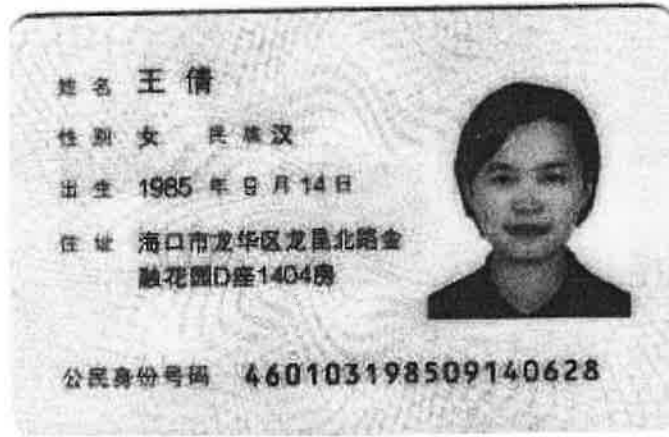 姓名 王倩
性别 女 民族 汉
出生 1985 年 9 月 14 日
住址 海口市龙华区龙昆北路金
融花园D座1404房
公民身份号码 460103198509140628